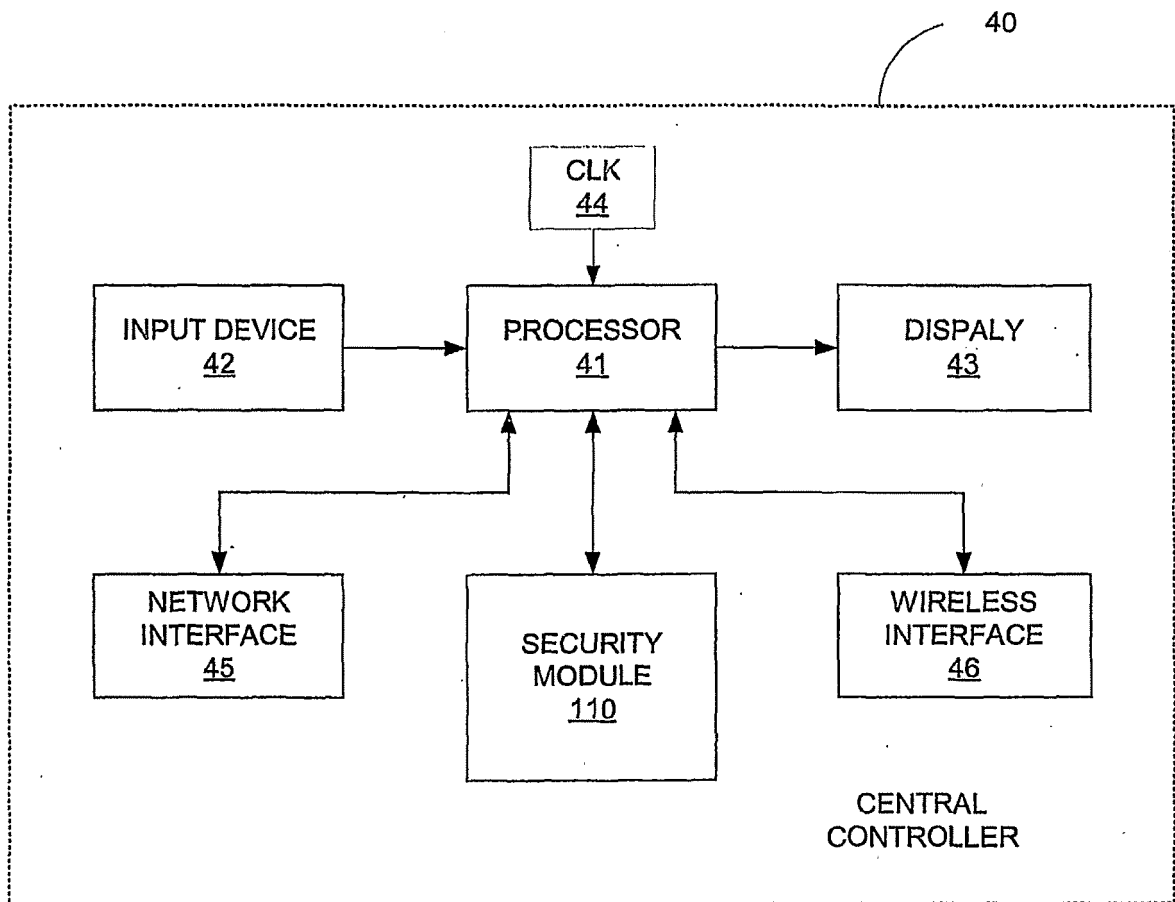 40
CLK
44
INPUT DEVICE
42
PROCESSOR
41
DISPALY
43
NETWORK
INTERFACE
45
SECURITY
MODULE
110
WIRELESS
INTERFACE
46
CENTRAL
CONTROLLER